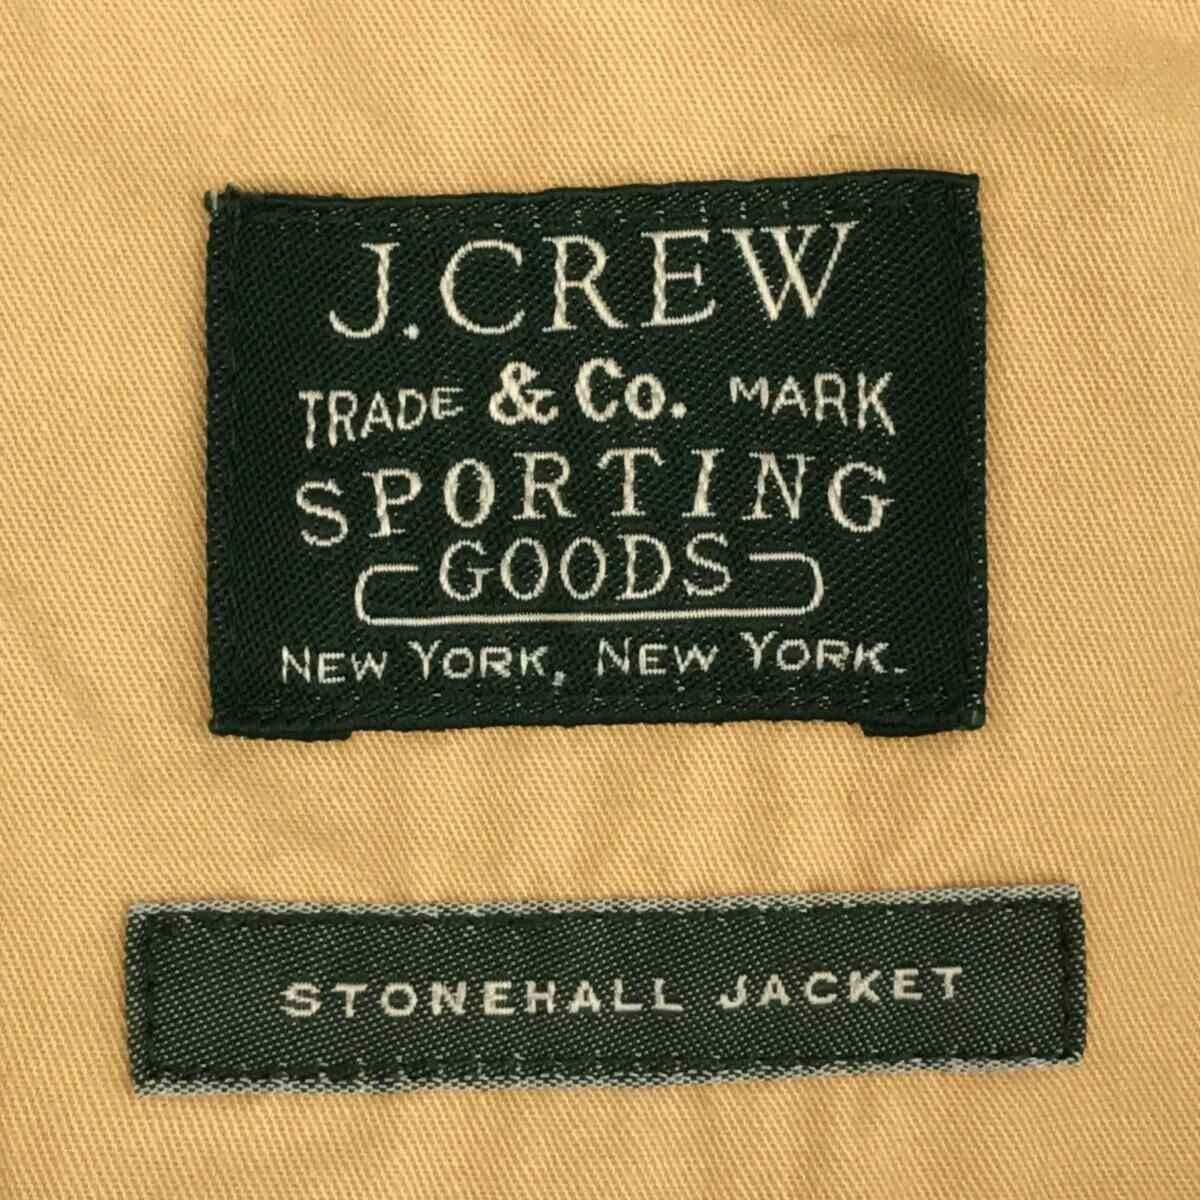 J.CREW
TRADE & Co. MARK
SPORTING
GOODS
NEW YORK, NEW YORK.
STONEHALL JACKET